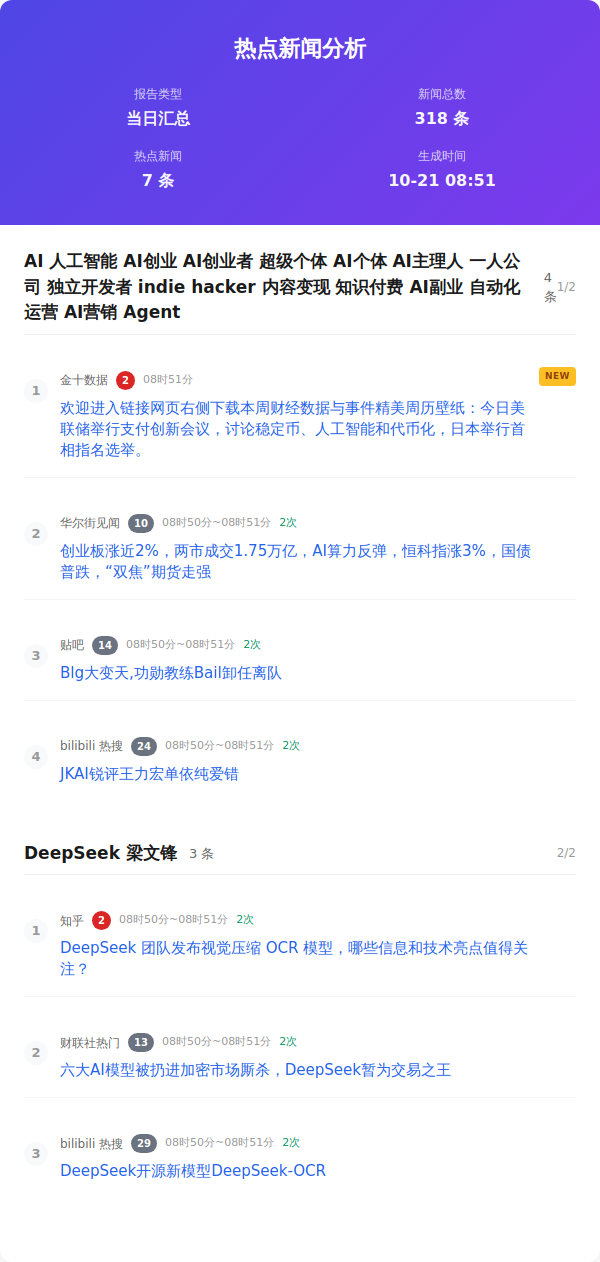 热点新闻分析
报告类型
当日汇总
新闻总数
318 条
热点新闻
7 条
生成时间
10-21 08:51
AI 人工智能 AI创业 AI创业者 超级个体 AI个体 AI主理人 一人公
司 独立开发者 indie hacker 内容变现 知识付费 AI副业 自动化
运营 AI营销 Agent
4
条
1/2
1
金十数据 2 08时51分
NEW
欢迎进入链接网页右侧下载本周财经数据与事件精美周历壁纸：今日美
联储举行支付创新会议，讨论稳定币、人工智能和代币化，日本举行首
相指名选举。
2
华尔街见闻 10 08时50分~08时51分 2次
创业板涨近2%，两市成交1.75万亿，AI算力反弹，恒科指涨3%，国债
普跌，“双焦”期货走强
3
贴吧 14 08时50分~08时51分 2次
Blg大变天,功勋教练Bail卸任离队
4
bilibili 热搜 24 08时50分~08时51分 2次
JKAI锐评王力宏单依纯爱错
DeepSeek 梁文锋 3 条
2/2
1
知乎 2 08时50分~08时51分 2次
DeepSeek 团队发布视觉压缩 OCR 模型，哪些信息和技术亮点值得关
注？
2
财联社热门 13 08时50分~08时51分 2次
六大AI模型被扔进加密市场厮杀，DeepSeek暂为交易之王
3
bilibili 热搜 29 08时50分~08时51分 2次
DeepSeek开源新模型DeepSeek-OCR